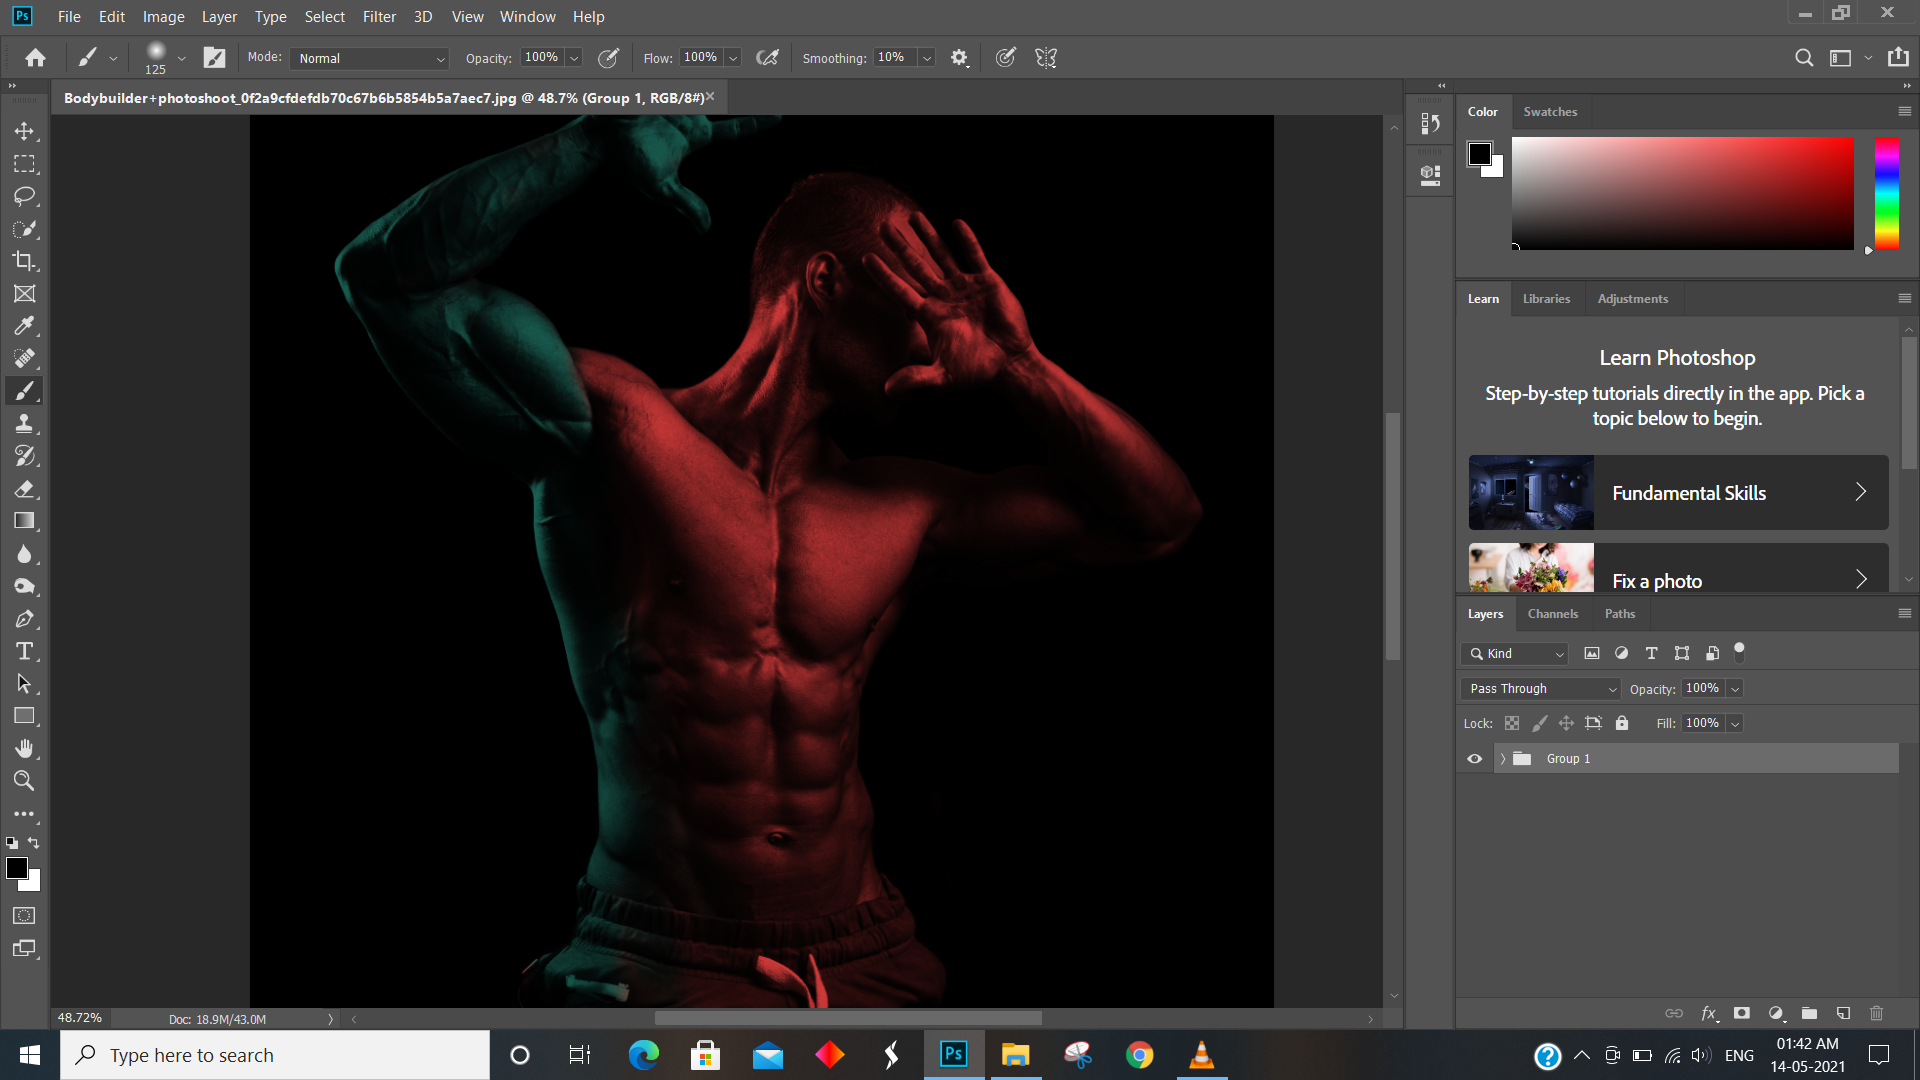 Ps File Edit Image Layer Type Select Filter 3D View Window Help
125 Mode: Normal Opacity: 100% Flow: 100% Smoothing: 10%
Bodybuilder+photoshoot_0f2a9cfdefdb70c67b6b5854b5a7aec7.jpg @ 48.7% (Group 1, RGB/8#)
Color Swatches
Learn Libraries Adjustments
Learn Photoshop
Step-by-step tutorials directly in the app. Pick a
topic below to begin.
Fundamental Skills
Fix a photo
Layers Channels Paths
Kind
Pass Through Opacity: 100%
Lock: Fill: 100%
Group 1
fx
48.72% Doc: 18.9M/43.0M
Type here to search
Ps
ENG
01:42 AM
14-05-2021